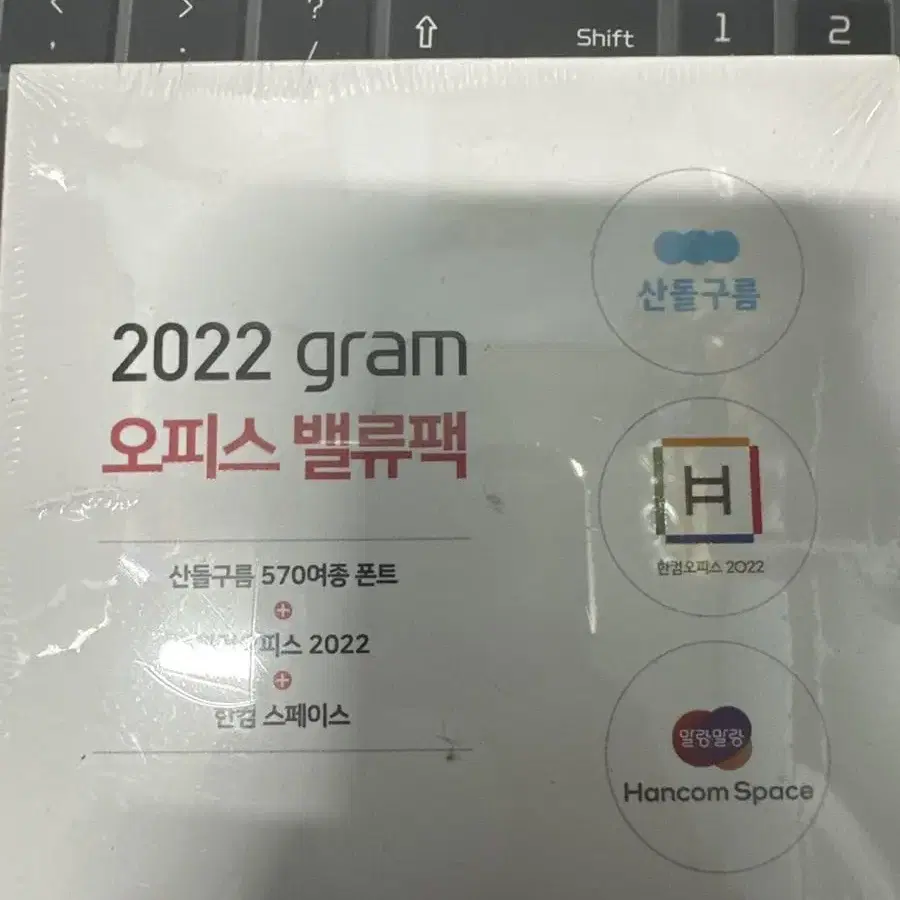 <
,
>
.
?
/
⇧ Shift
1
2
2022 gram
오피스 밸류팩
산돌구름 570여종 폰트
+
피스 2022
+
한컴 스페이스
산돌구름
한컴오피스 2022
말랑말랑
Hancom Space